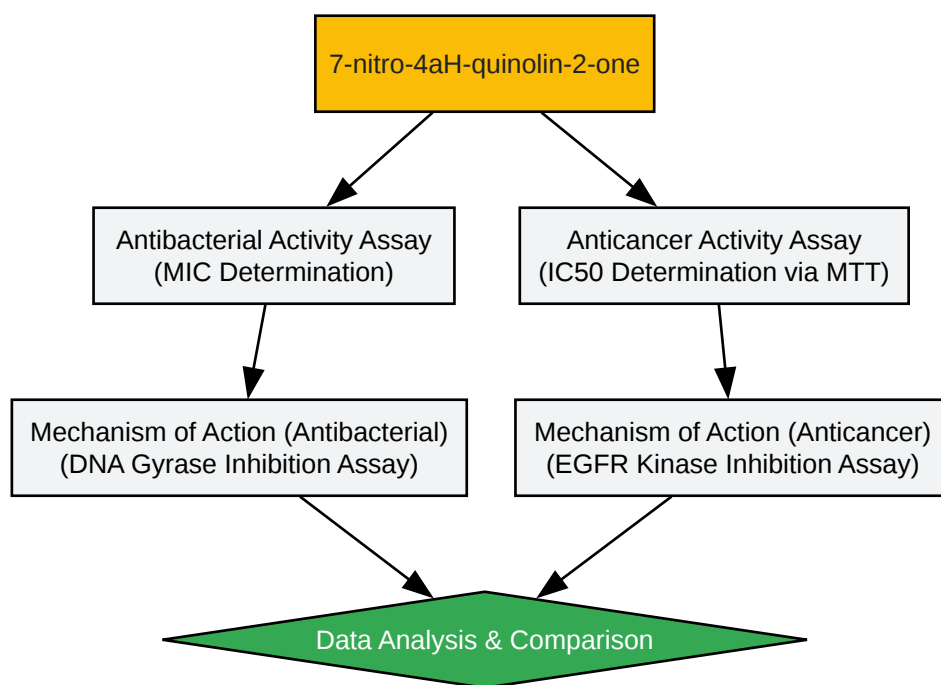 7-nitro-4aH-quinolin-2-one
Antibacterial Activity Assay
(MIC Determination)
Anticancer Activity Assay
(IC50 Determination via MTT)
Mechanism of Action (Antibacterial)
(DNA Gyrase Inhibition Assay)
Mechanism of Action (Anticancer)
(EGFR Kinase Inhibition Assay)
Data Analysis & Comparison